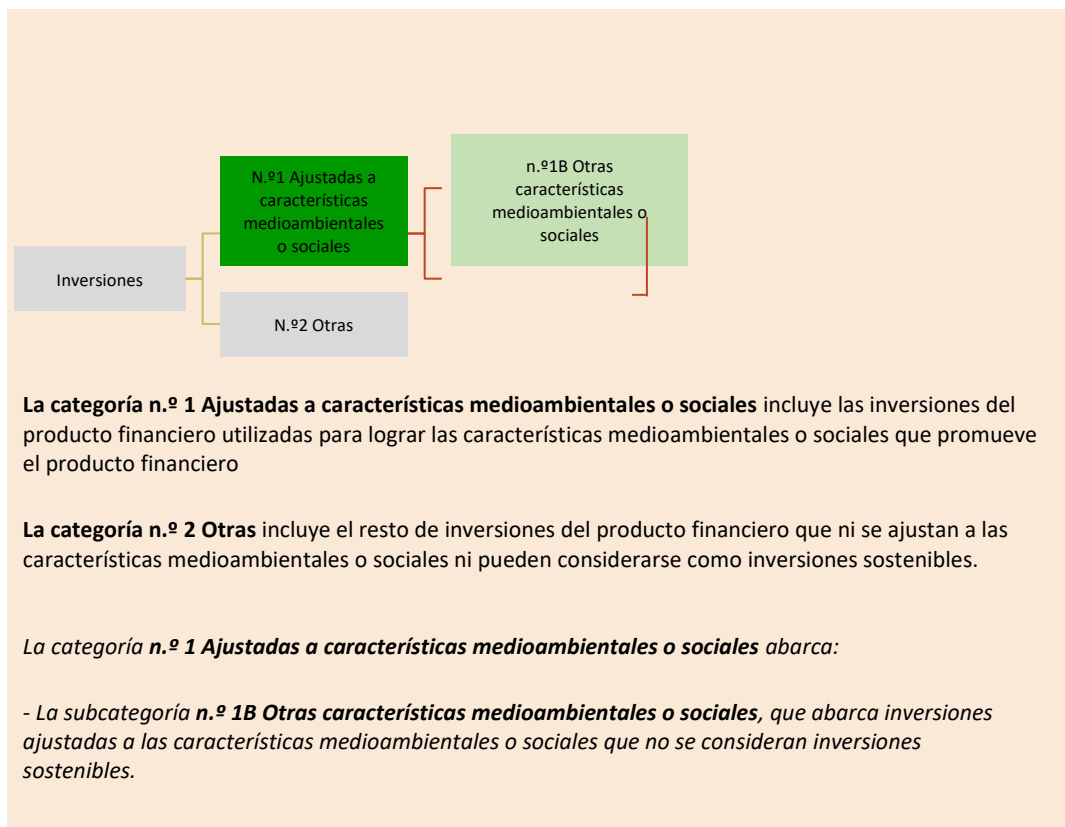 n.º1B Otras
características
medioambientales o
sociales
N.º1 Ajustadas a
características
medioambientales
o sociales
Inversiones
N.º2 Otras
La categoría n.º 1 Ajustadas a características medioambientales o sociales incluye las inversiones del
producto financiero utilizadas para lograr las características medioambientales o sociales que promueve
el producto financiero
La categoría n.º 2 Otras incluye el resto de inversiones del producto financiero que ni se ajustan a las
características medioambientales o sociales ni pueden considerarse como inversiones sostenibles.
La categoría n.º 1 Ajustadas a características medioambientales o sociales abarca:
- La subcategoría n.º 1B Otras características medioambientales o sociales, que abarca inversiones
ajustadas a las características medioambientales o sociales que no se consideran inversiones
sostenibles.